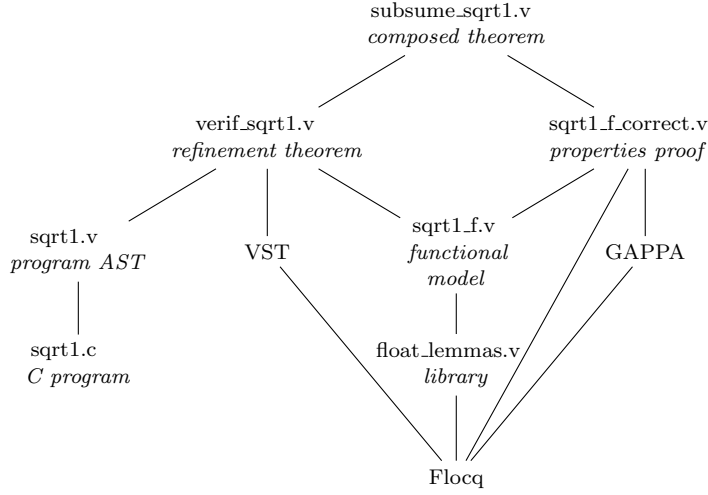 subsume_sqrt1.v
composed theorem
verif_sqrt1.v
refinement theorem
sqrt1_f_correct.v
properties proof
sqrt1.v
program AST
VST
sqrt1_f.v
functional
model
GAPPA
sqrt1.c
C program
float_lemmas.v
library
Flocq